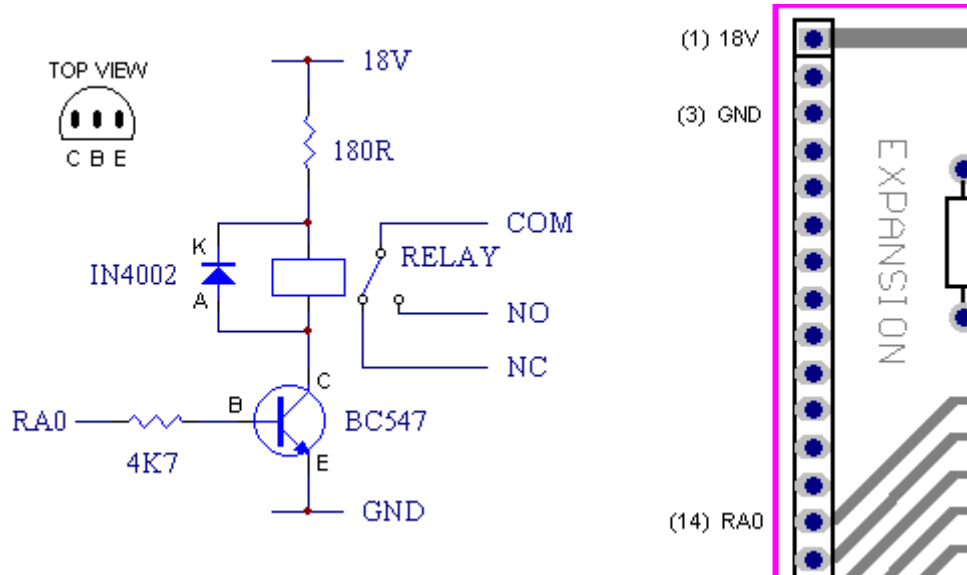 TOP VIEW
C B E
18V
180R
K
IN4002
A
COM
RELAY
NO
NC
C
B
RA0
BC547
4K7
E
GND
(1) 18V
(3) GND
EXPANSION
(14) RA0